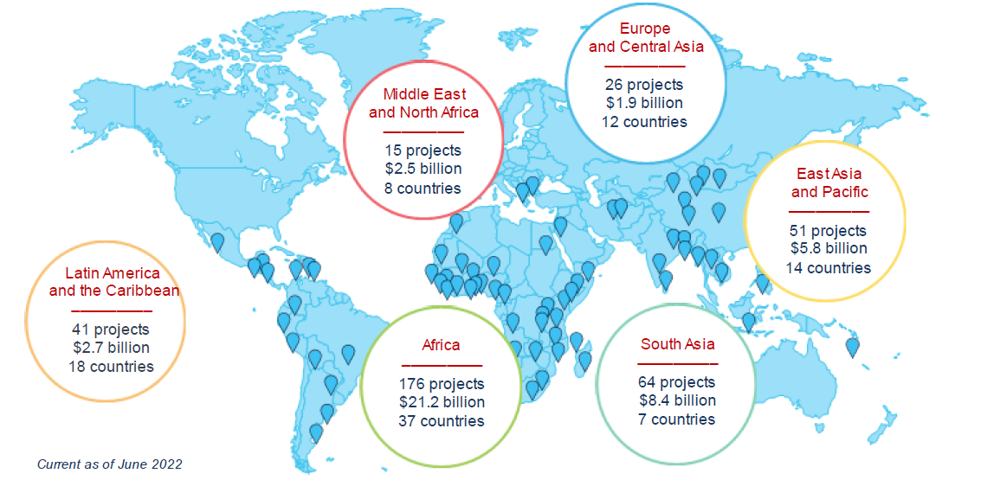 Europe
and Central Asia
26 projects
$1.9 billion
12 countries
Middle East
and North Africa
15 projects
$2.5 billion
8 countries
East Asia
and Pacific
51 projects
$5.8 billion
14 countries
Latin America
and the Caribbean
41 projects
$2.7 billion
18 countries
Africa
176 projects
$21.2 billion
37 countries
South Asia
64 projects
$8.4 billion
7 countries
Current as of June 2022